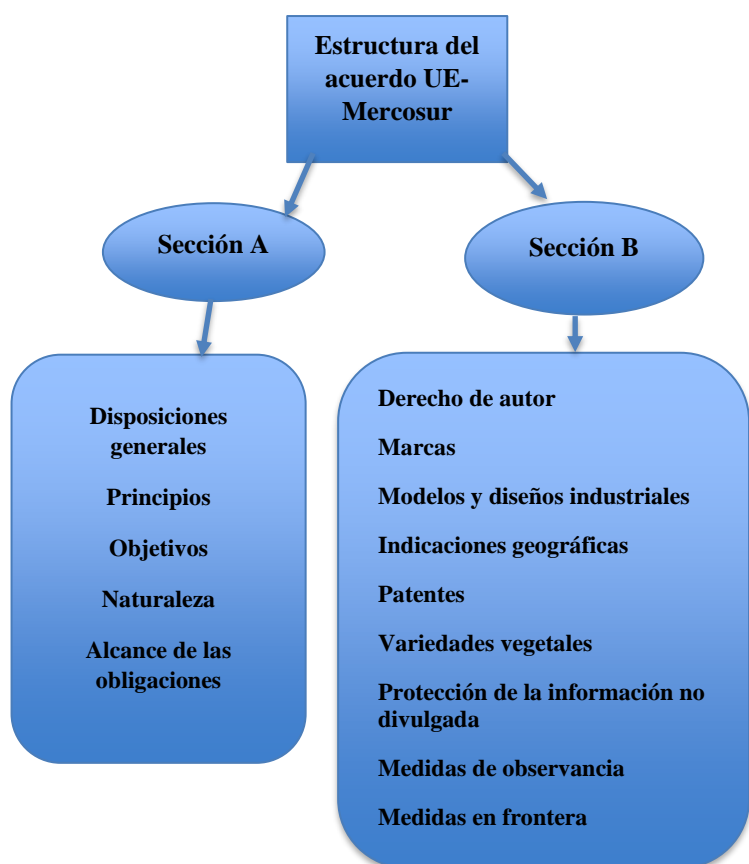 Estructura del
acuerdo UE-
Mercosur
Sección A
Sección B
Disposiciones
generales
Principios
Objetivos
Naturaleza
Alcance de las
obligaciones
Derecho de autor
Marcas
Modelos y diseños industriales
Indicaciones geográficas
Patentes
Variedades vegetales
Protección de la información no
divulgada
Medidas de observancia
Medidas en frontera